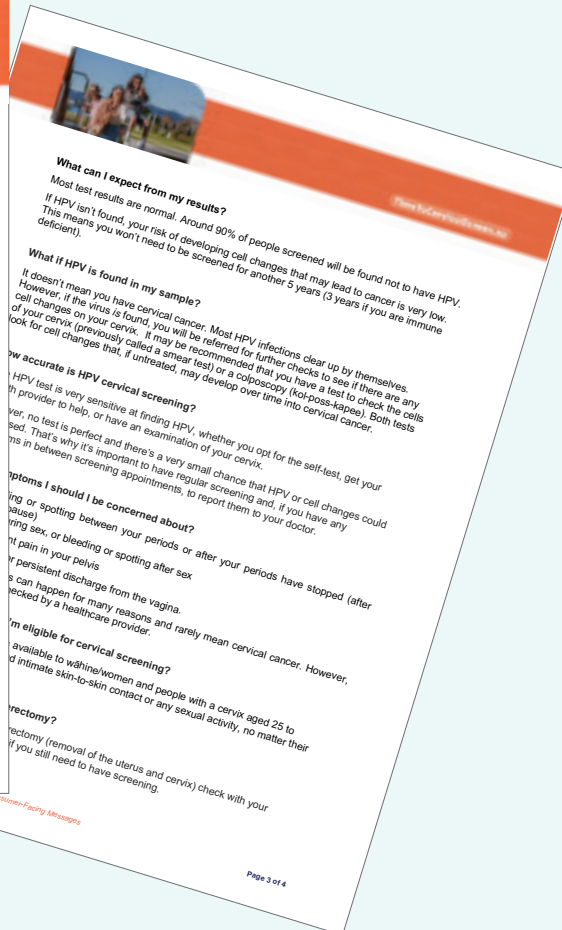 TimeToCervicalScreen.nz
What can I expect from my results?
Most test results are normal. Around 90% of people screened will be found not to have HPV.
If HPV isn't found, your risk of developing cell changes that may lead to cancer is very low.
This means you won't need to be screened for another 5 years (3 years if you are immune
deficient).
What if HPV is found in my sample?
It doesn't mean you have cervical cancer. Most HPV infections clear up by themselves.
However, if the virus is found, you will be referred for further checks to see if there are any
cell changes on your cervix. It may be recommended that you have a test to check the cells
of your cervix (previously called a smear test) or a colposcopy (kol-poss-kapee). Both tests
look for cell changes that, if untreated, may develop over time into cervical cancer.
ow accurate is HPV cervical screening?
HPV test is very sensitive at finding HPV, whether you opt for the self-test, get your
th provider to help, or have an examination of your cervix.
ver, no test is perfect and there's a very small chance that HPV or cell changes could
sed. That's why it's important to have regular screening and, if you have any
ms in between screening appointments, to report them to your doctor.
mptoms I should I be concerned about?
ing or spotting between your periods or after your periods have stopped (after
pause)
ring sex, or bleeding or spotting after sex
nt pain in your pelvis
r persistent discharge from the vagina.
s can happen for many reasons and rarely mean cervical cancer. However,
hecked by a healthcare provider.
'm eligible for cervical screening?
available to wāhine/women and people with a cervix aged 25 to
d intimate skin-to-skin contact or any sexual activity, no matter their
erectomy?
rectomy (removal of the uterus and cervix) check with your
if you still need to have screening.
sumer-Facing Messages
Page 3 of 4